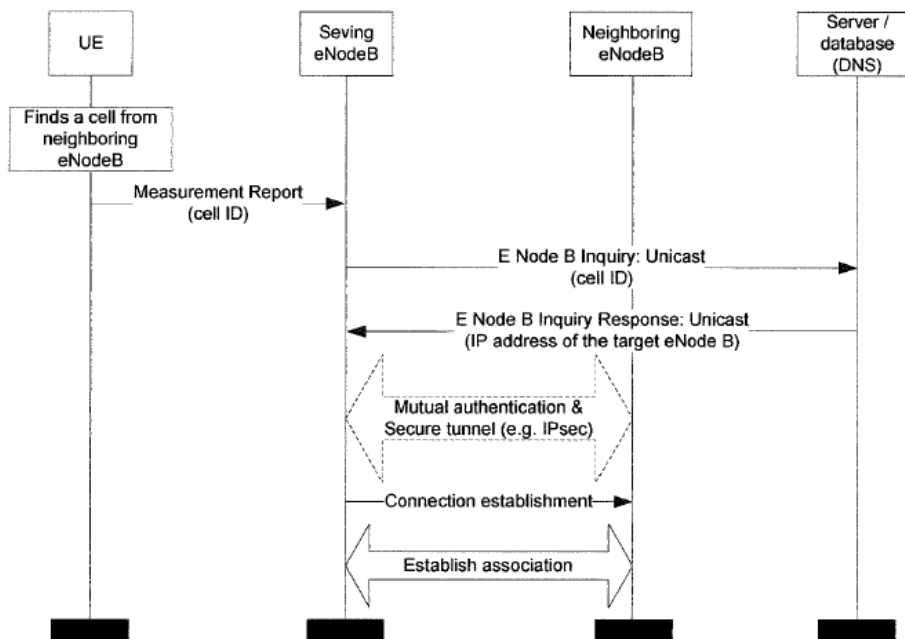 UE
Seving
eNodeB
Neighboring
eNodeB
Server /
database
(DNS)
Finds a cell from
neighboring
eNodeB
Measurement Report
(cell ID)
E Node B Inquiry: Unicast
(cell ID)
E Node B Inquiry Response: Unicast
(IP address of the target eNode B)
Mutual authentication &
Secure tunnel (e.g. IPsec)
Connection establishment
Establish association